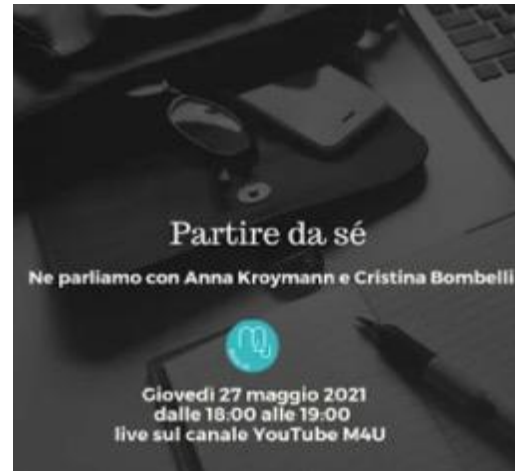 Partire da sé
Ne parliamo con Anna Kroymann e Cristina Bombelli
Giovedì 27 maggio 2021
dalle 18:00 alle 19:00
live sul canale YouTube M4U